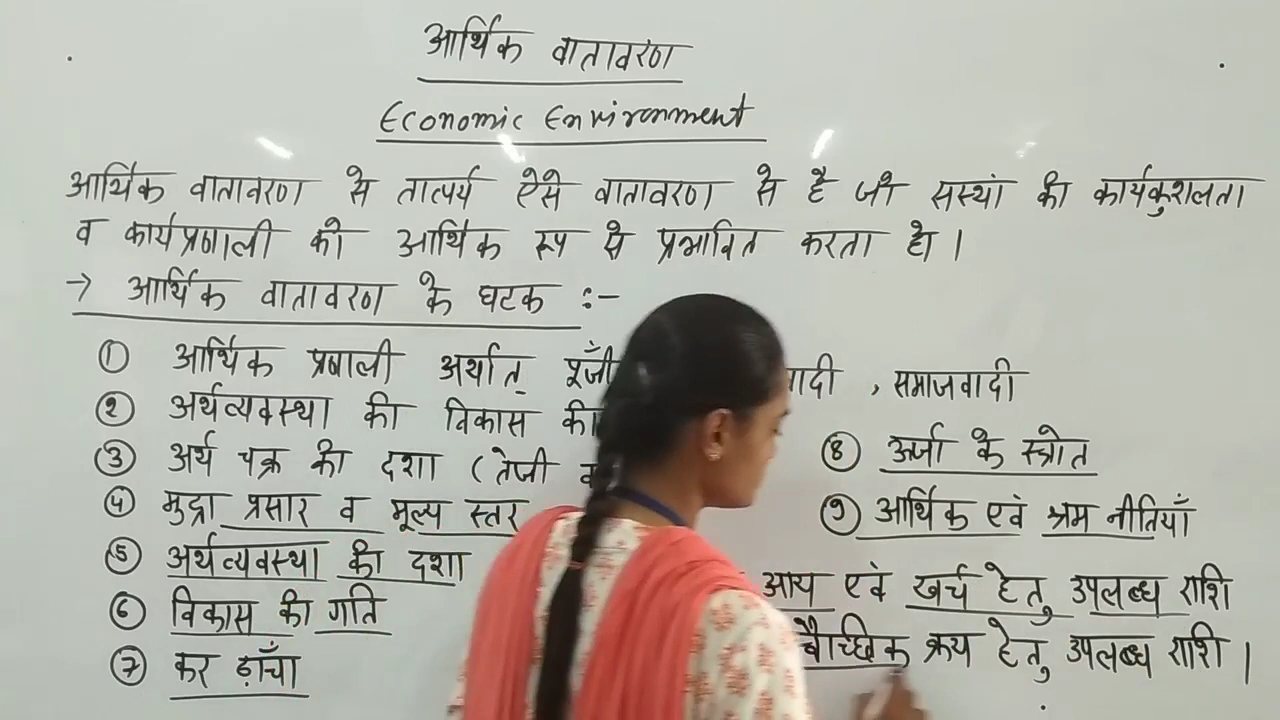 आर्थिक वातावरण
Economic Environment
आर्थिक वातावरण से तात्पर्य ऐसे वातावरण से है जो सस्थां की कार्यकुशलता
व कार्यप्रणाली को आर्थिक रूप से प्रभावित करता हो ।
→ आर्थिक वातावरण के घटक :-
① आर्थिक प्रणाली अर्थात् , समाजवादी
② अर्थव्यवस्था की विकास की
③ अर्थ चक्र की दशा (तेजी
④ मुद्रा प्रसार व मूल्य स्तर
⑤ अर्थव्यवस्था की दशा
⑥ विकास की गति
⑦ कर ढ़ाँचा
⑧ ऊर्जा के स्त्रोत
⑨ आर्थिक एवं श्रम नीतियाँ
आय एवं खर्च हेतु उपलब्ध राशि
क्रय हेतु उपलब्ध राशि ।